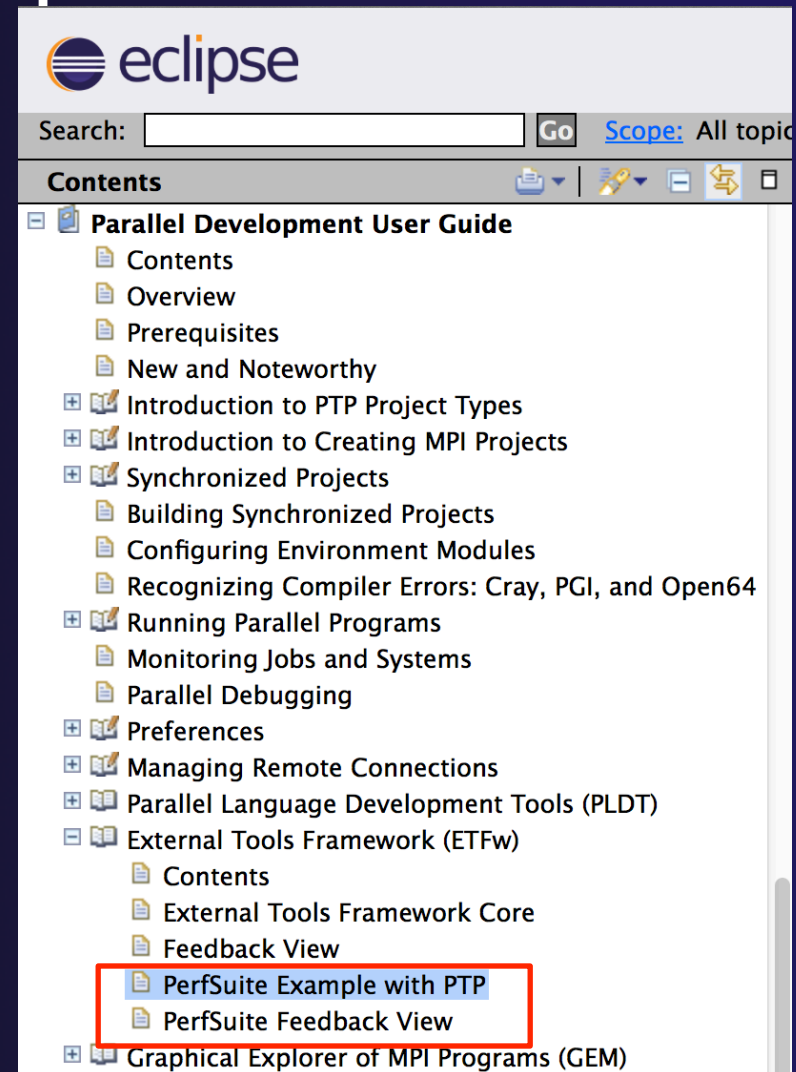 eclipse
Search: Go Scope: All topic
Contents
Parallel Development User Guide
Contents
Overview
Prerequisites
New and Noteworthy
Introduction to PTP Project Types
Introduction to Creating MPI Projects
Synchronized Projects
Building Synchronized Projects
Configuring Environment Modules
Recognizing Compiler Errors: Cray, PGI, and Open64
Running Parallel Programs
Monitoring Jobs and Systems
Parallel Debugging
Preferences
Managing Remote Connections
Parallel Language Development Tools (PLDT)
External Tools Framework (ETFw)
Contents
External Tools Framework Core
Feedback View
PerfSuite Example with PTP
PerfSuite Feedback View
Graphical Explorer of MPI Programs (GEM)